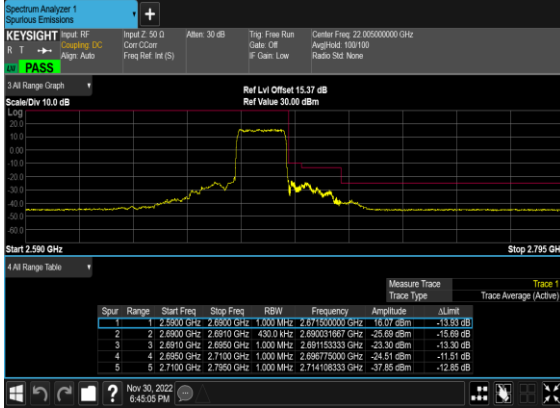 Spectrum Analyzer 1
Spurious Emissions
+
KEYSIGHT Input: RF Input Z: 50 Ω Atten: 30 dB Trig: Free Run Center Freq: 22.005000000 GHz
R T Coupling: DC Corr CCorr Gate: Off Avg|Hold: 100/100
Align: Auto Freq Ref: Int (S) IF Gain: Low Radio Std: None
PASS
3 All Range Graph
Ref Lvl Offset 15.37 dB
Scale/Div 10.0 dB Ref Value 30.00 dBm
Log
20.0
10.0
0.00
-10.0
-20.0
-30.0
-40.0
-50.0
-60.0
Start 2.590 GHz Stop 2.795 GH
4 All Range Table
Measure Trace Trace 1
Trace Type Trace Average (Active)
Spur Range Start Freq Stop Freq RBW Frequency Amplitude ΔLimit
1 1 2.5900 GHz 2.6900 GHz 1.000 MHz 2.671500000 GHz 16.07 dBm -13.93 dB
2 2 2.6900 GHz 2.6910 GHz 430.0 kHz 2.690031667 GHz -25.69 dBm -15.69 dB
3 3 2.6910 GHz 2.6950 GHz 1.000 MHz 2.691153333 GHz -23.30 dBm -13.30 dB
4 4 2.6950 GHz 2.7100 GHz 1.000 MHz 2.696775000 GHz -24.51 dBm -11.51 dB
5 5 2.7100 GHz 2.7950 GHz 1.000 MHz 2.714108333 GHz -37.85 dBm -12.85 dB
?
Nov 30, 2022
6:45:05 PM